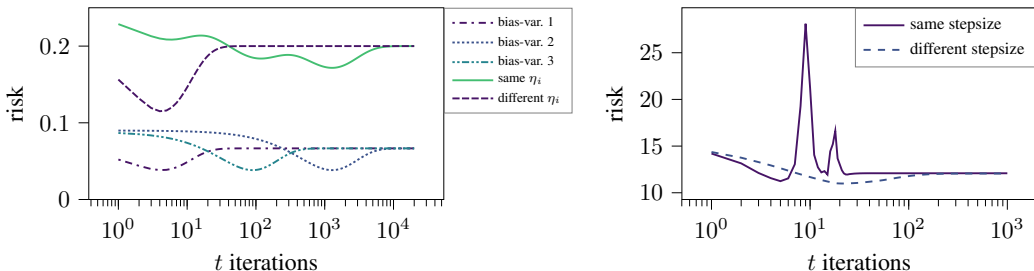 0.2
0.1
0
risk
10^0 10^1 10^2 10^3 10^4
t iterations
bias-var. 1
bias-var. 2
bias-var. 3
same η_i
different η_i
25
20
15
10
risk
10^0 10^1 10^2 10^3
t iterations
same stepsize
different stepsize